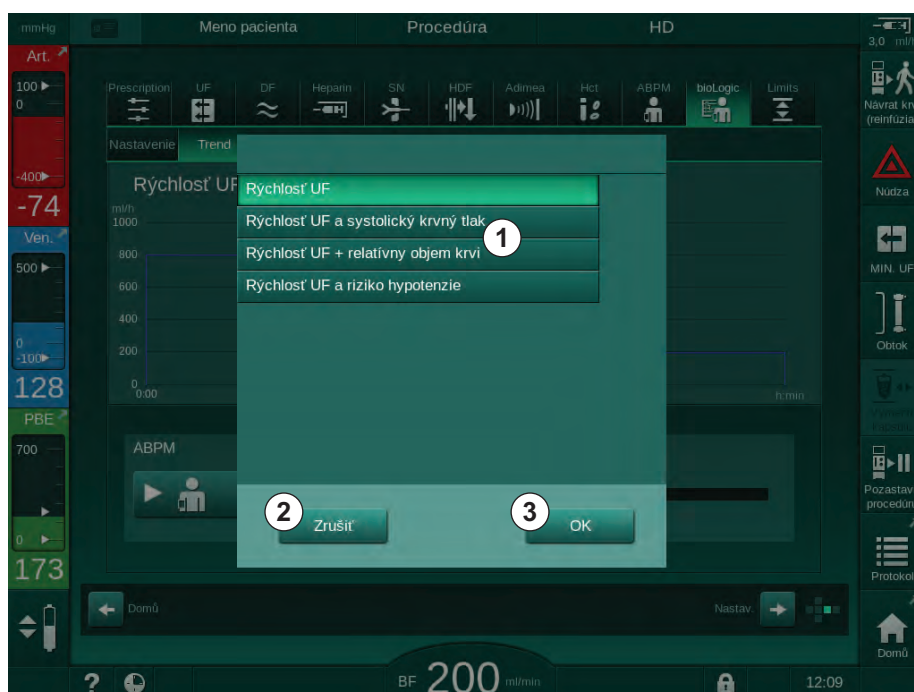 mmHg Meno pacienta Procedúra HD
3,0 ml/
Art.
100
0
-400
-74
Ven.
500
0
-100
128
PBE
700
0
173
Prescription UF DF Heparin SN HDF Adimea Hct ABPM bioLogic Limits
Nastavenie Trend
Rýchlosť UF
ml/h
1000
800
600
400
200
0
0:00 h:min
Rýchlosť UF
Rýchlosť UF a systolický krvný tlak
1
Rýchlosť UF + relatívny objem krvi
Rýchlosť UF a riziko hypotenzie
ABPM
2 Zrušiť 3 OK
Domů Nastav.
? BF 200 ml/min 12:09
Návrat krv
(reinfúzia
Núdza
MIN. UF
Obtok
Pozastav
procedúr
Protokol
Domů